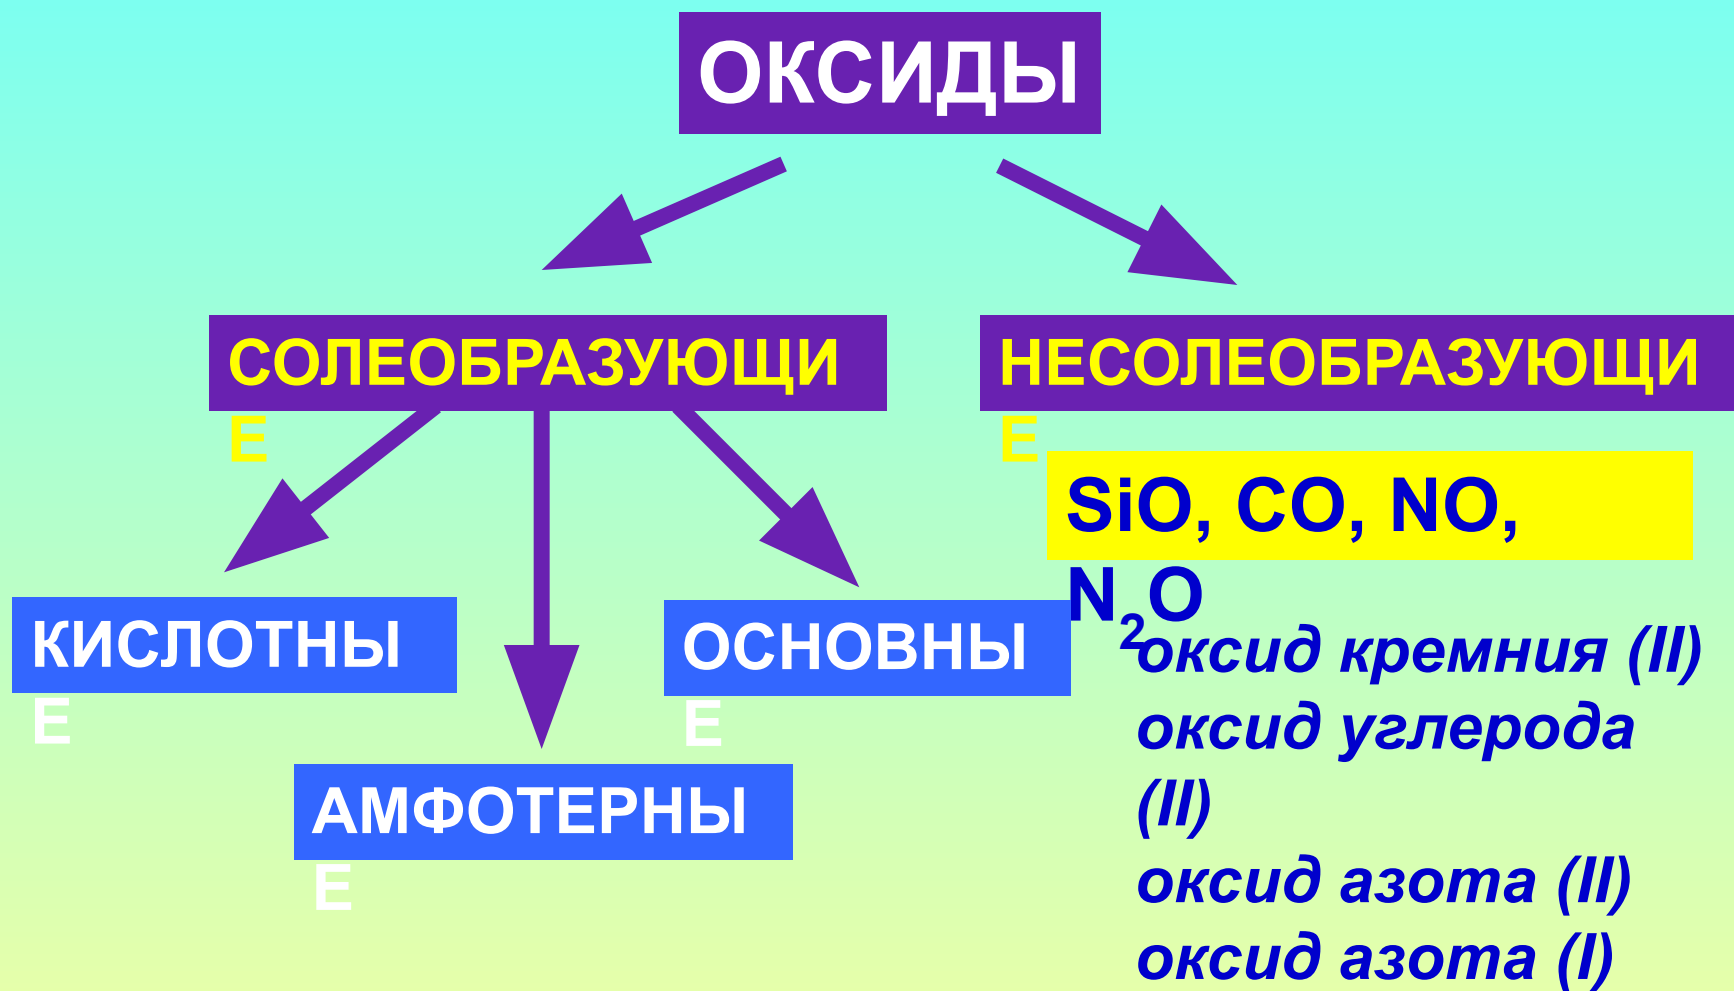 ОКСИДЫ
СОЛЕОБРАЗУЮЩИ
Е
НЕСОЛЕОБРАЗУЮЩИ
Е
SiO, CO, NO,
N₂O
КИСЛОТНЫ
Е
ОСНОВНЫ
Е
АМФОТЕРНЫ
Е
оксид кремния (II)
оксид углерода
(II)
оксид азота (II)
оксид азота (I)